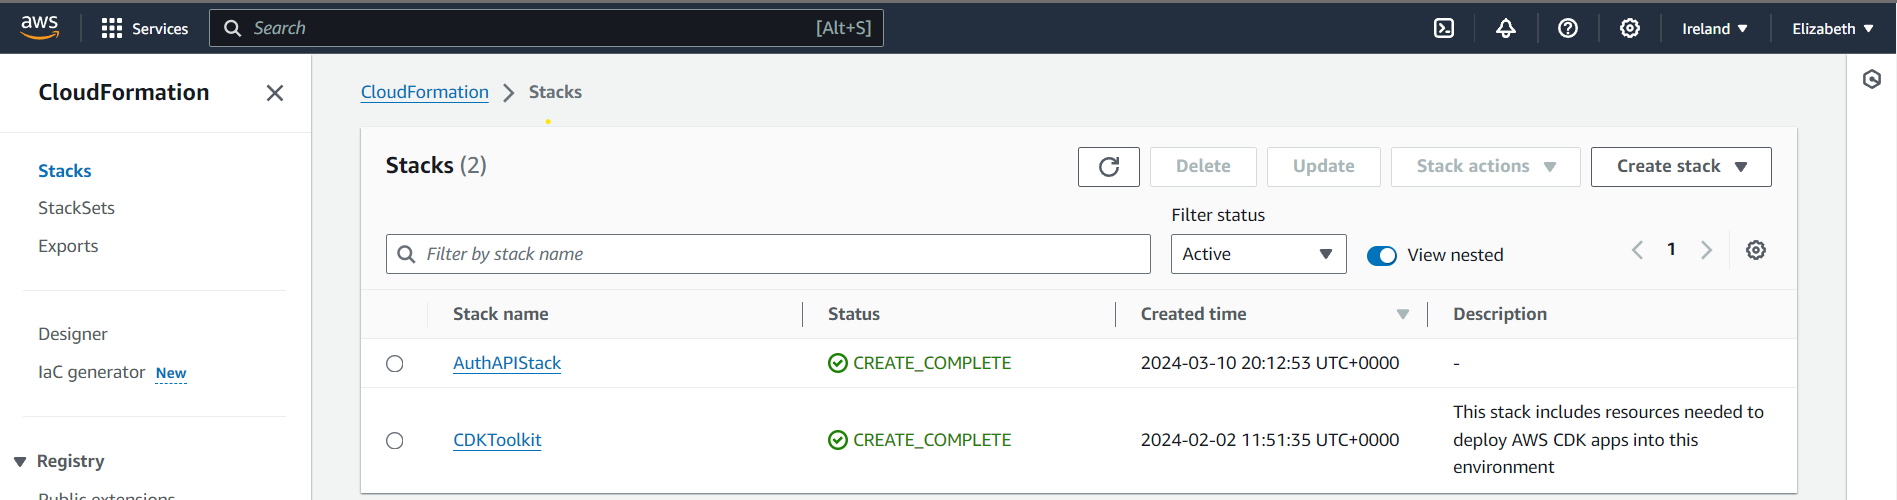 aws
Services
Search [Alt+S]
Ireland
Elizabeth
CloudFormation
Stacks
StackSets
Exports
Designer
IaC generator New
Registry
Public extensions
CloudFormation Stacks
Stacks (2)
Delete
Update
Stack actions
Create stack
Filter status
Filter by stack name
Active
View nested
1
Stack name Status Created time Description
AuthAPIStack CREATE_COMPLETE 2024-03-10 20:12:53 UTC+0000 -
CDKToolkit CREATE_COMPLETE 2024-02-02 11:51:35 UTC+0000
This stack includes resources needed to
deploy AWS CDK apps into this
environment